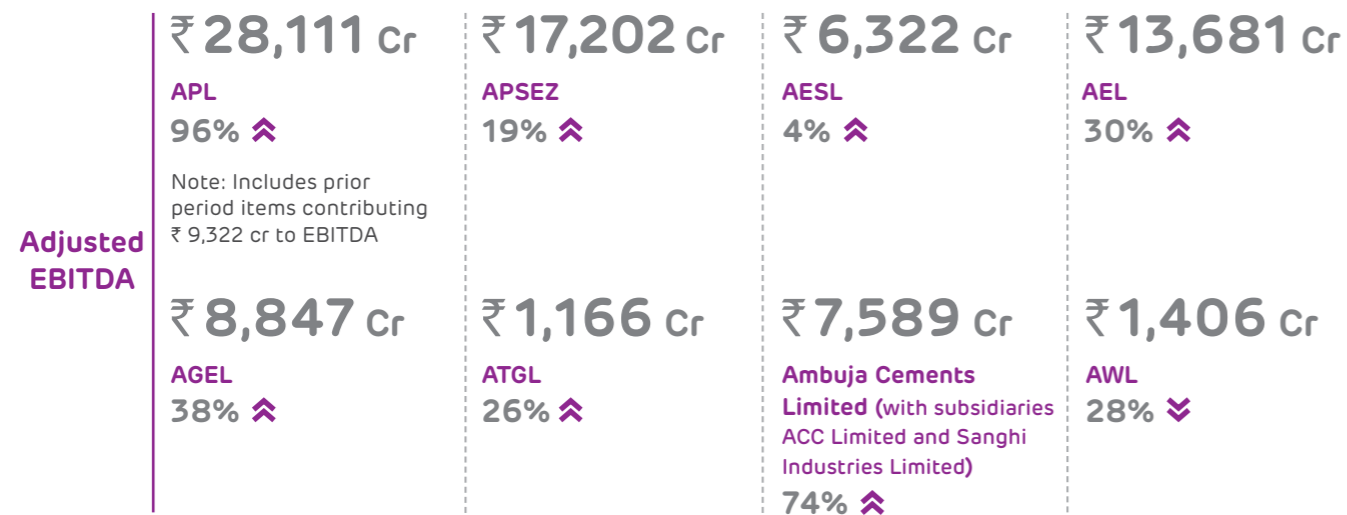 Adjusted
EBITDA
₹ 28,111 Cr
APL
96%
Note: Includes prior
period items contributing
₹ 9,322 cr to EBITDA
₹ 17,202 Cr
APSEZ
19%
₹ 6,322 Cr
AESL
4%
₹ 13,681 Cr
AEL
30%
₹ 8,847 Cr
AGEL
38%
₹ 1,166 Cr
ATGL
26%
₹ 7,589 Cr
Ambuja Cements
Limited (with subsidiaries
ACC Limited and Sanghi
Industries Limited)
74%
₹ 1,406 Cr
AWL
28%